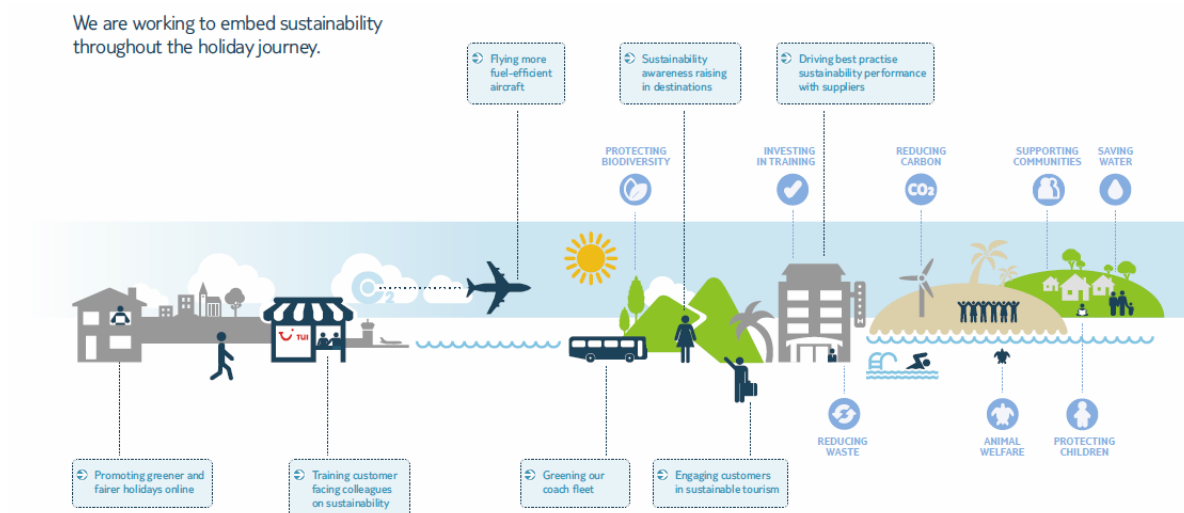 We are working to embed sustainability
throughout the holiday journey.
Flying more
fuel-efficient
aircraft
Sustainability
awareness raising
in destinations
Driving best practise
sustainability performance
with suppliers
PROTECTING
BIODIVERSITY
INVESTING
IN TRAINING
REDUCING
CARBON
CO2
SUPPORTING
COMMUNITIES
SAVING
WATER
CO2
TUI
REDUCING
WASTE
ANIMAL
WELFARE
PROTECTING
CHILDREN
Promoting greener and
fairer holidays online
Training customer
facing colleagues
on sustainability
Greening our
coach fleet
Engaging customers
in sustainable tourism